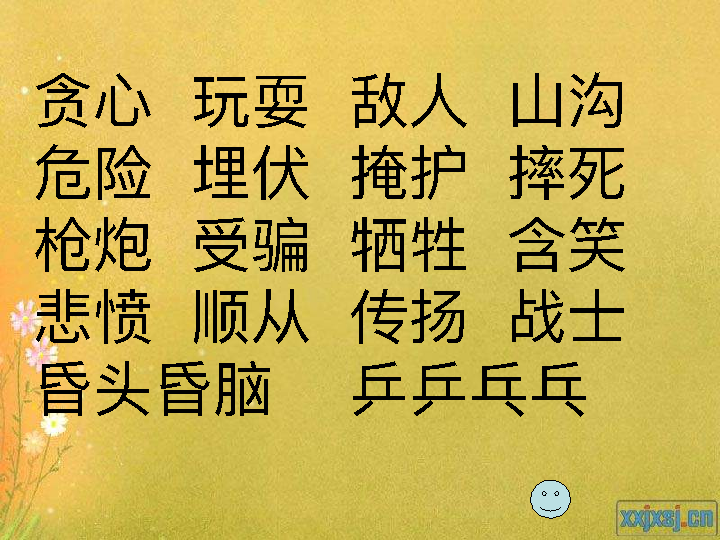 贪心 玩耍 敌人 山沟
危险 埋伏 掩护 摔死
枪炮 受骗 牺牲 含笑
悲愤 顺从 传扬 战士
昏头昏脑 乒乒乓乓
xxjxsj.cn